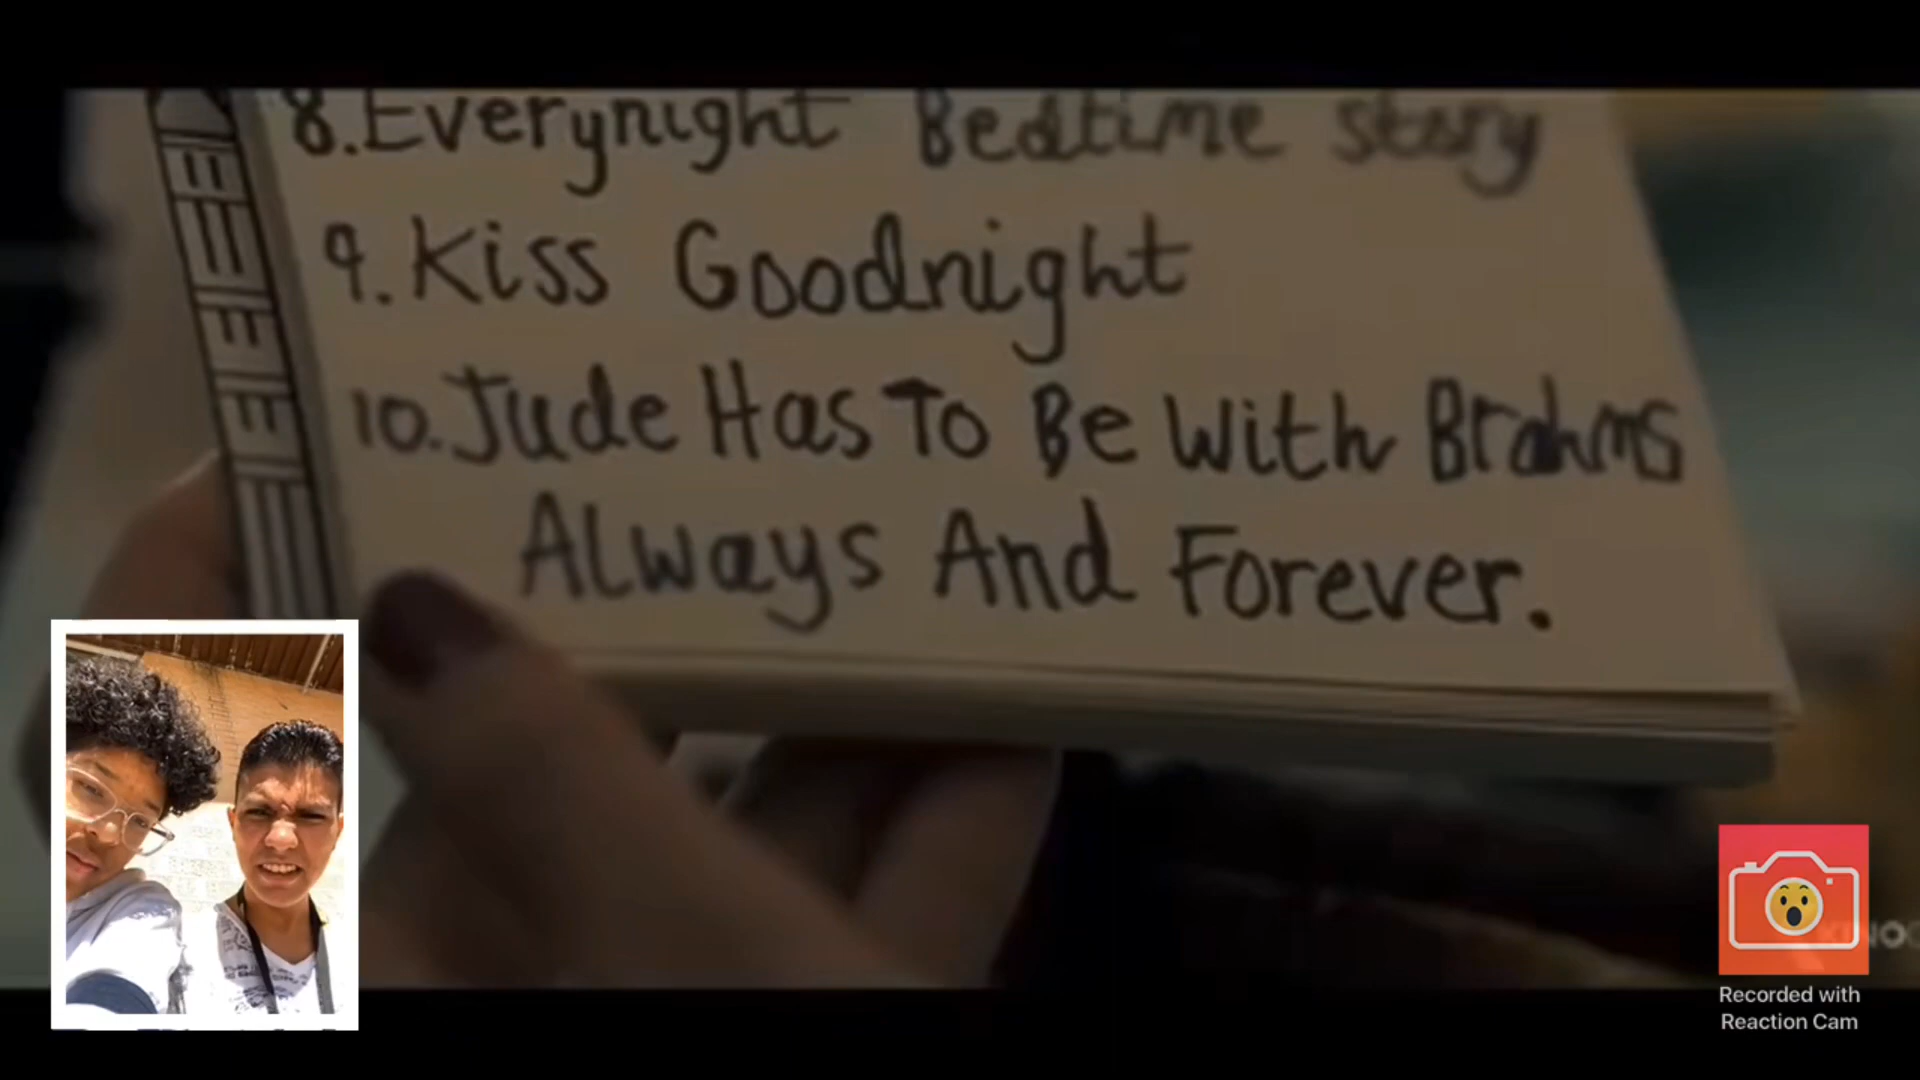 8. Everynight Bedtime story
9. Kiss Goodnight
10. Jude Has To Be With Brahms
Always And Forever.
Recorded with
Reaction Cam